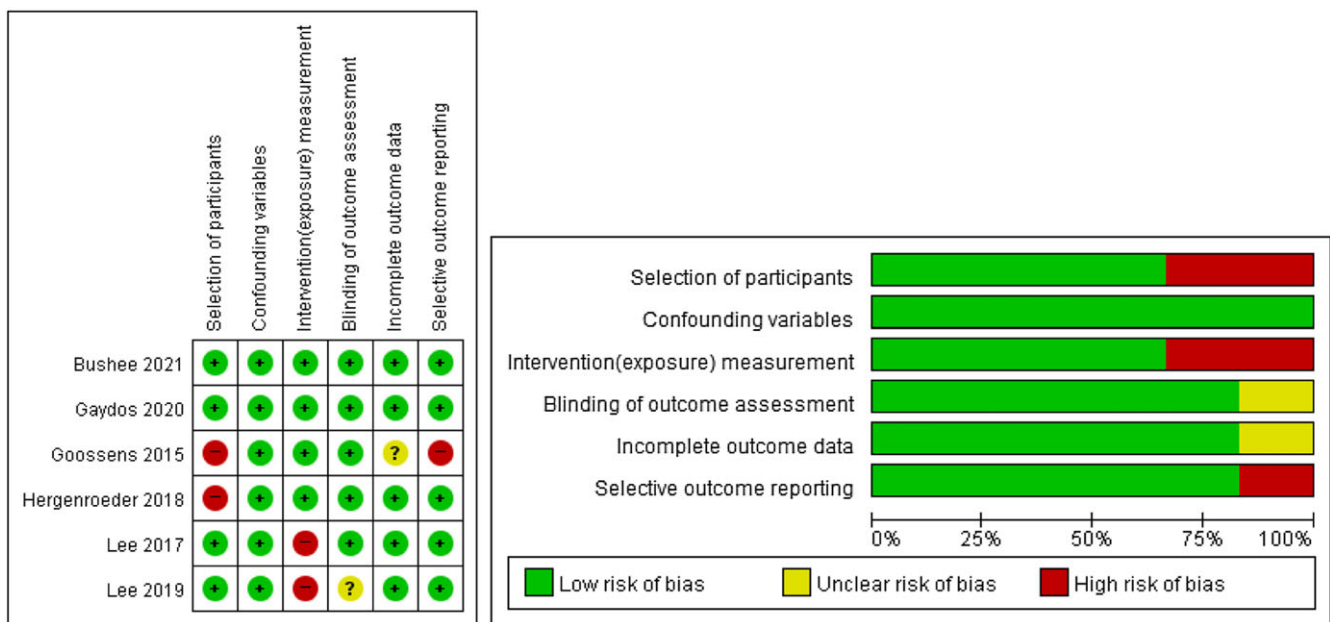 Selection of participants
Confounding variables
Intervention(exposure) measurement
Blinding of outcome assessment
Incomplete outcome data
Selective outcome reporting
Bushee 2021 + + + + + +
Gaydos 2020 + + + + + +
Goossens 2015 − + + + ? −
Hergenroeder 2018 − + + + + +
Lee 2017 + + − + + +
Lee 2019 + + − ? + +
Selection of participants
Confounding variables
Intervention(exposure) measurement
Blinding of outcome assessment
Incomplete outcome data
Selective outcome reporting
0% 25% 50% 75% 100%
Low risk of bias Unclear risk of bias High risk of bias